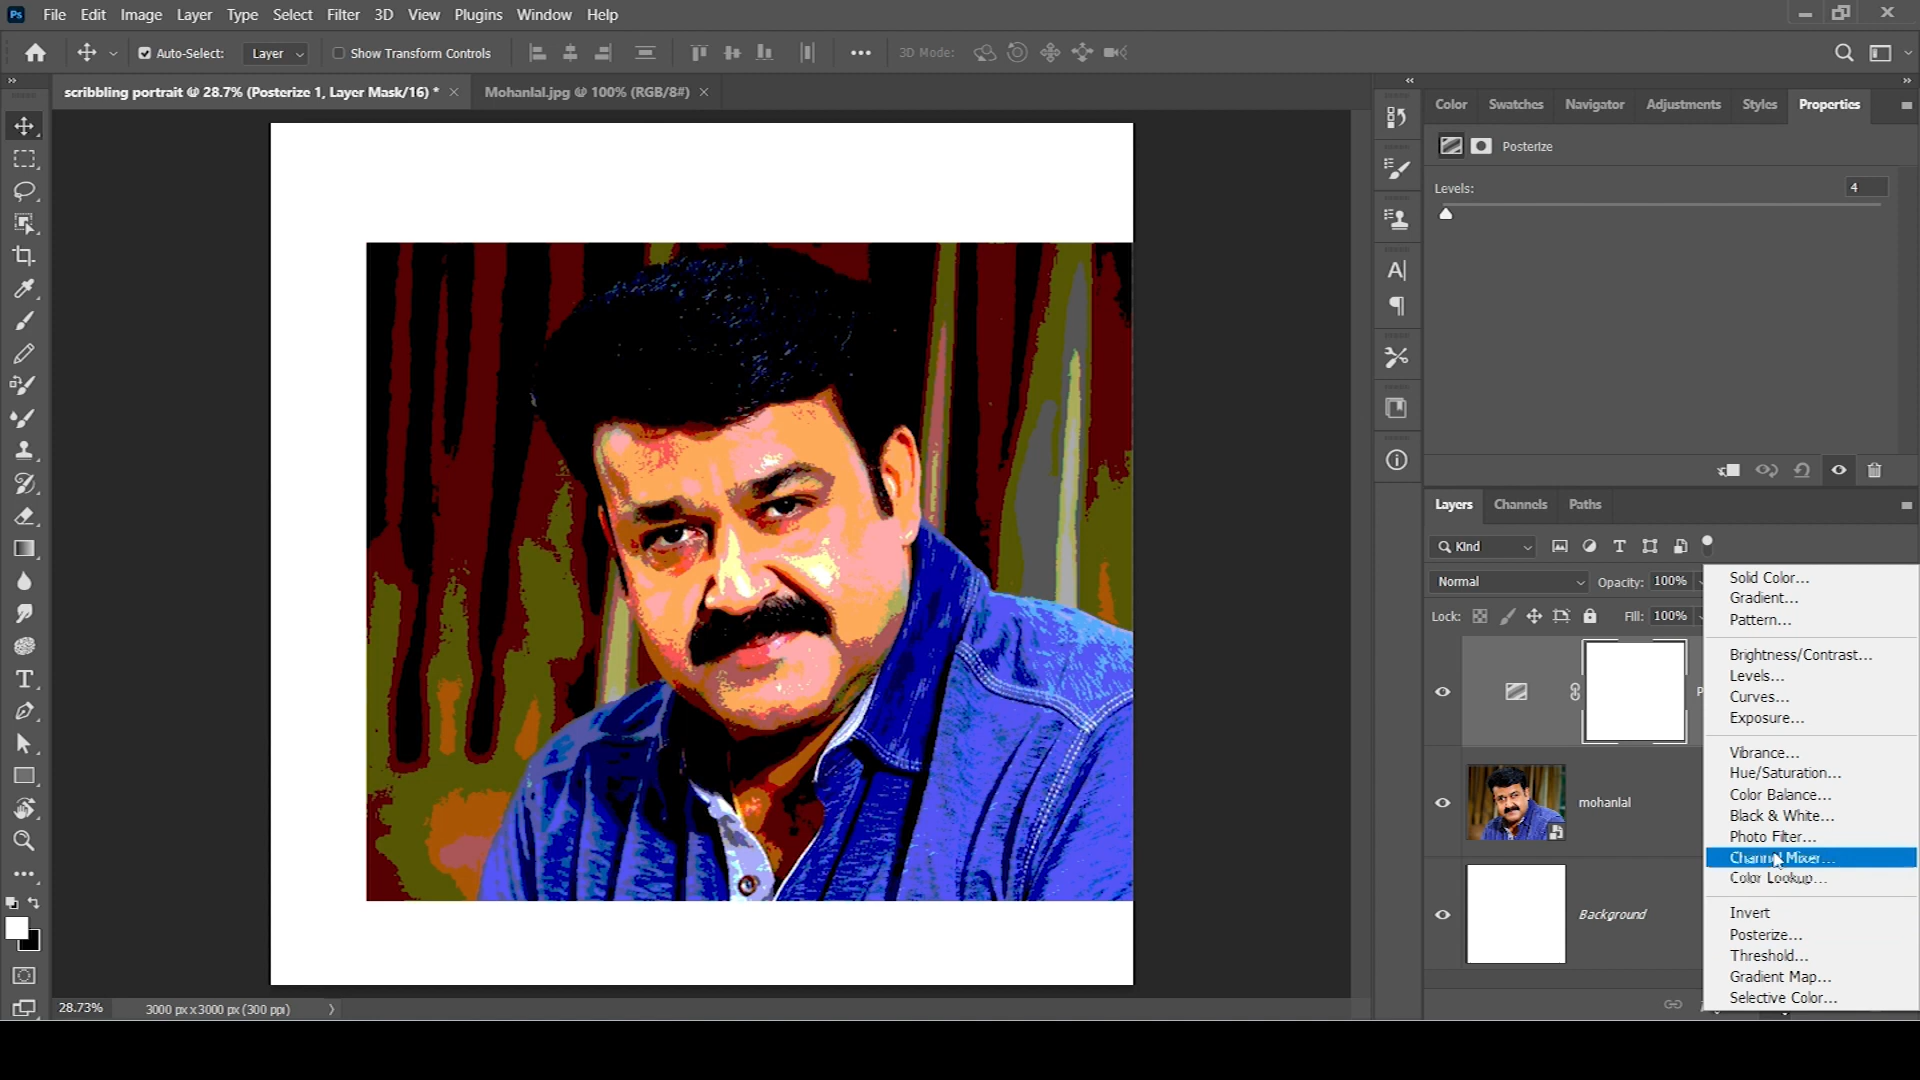 Ps File Edit Image Layer Type Select Filter 3D View Plugins Window Help
Auto-Select: Layer Show Transform Controls 3D Mode:
scribbling portrait @ 28.7% (Posterize 1, Layer Mask/16) *
Mohanlal.jpg @ 100% (RGB/8#)
Color Swatches Navigator Adjustments Styles Properties
Posterize
Levels: 4
Layers Channels Paths
Kind
Normal Opacity: 100%
Lock: Fill: 100%
P
mohanlal
Background
Solid Color...
Gradient...
Pattern...
Brightness/Contrast...
Levels...
Curves...
Exposure...
Vibrance...
Hue/Saturation...
Color Balance...
Black & White...
Photo Filter...
Channel Mixer...
Color Lookup...
Invert
Posterize...
Threshold...
Gradient Map...
Selective Color...
28.73% 3000 px x 3000 px (300 ppi)